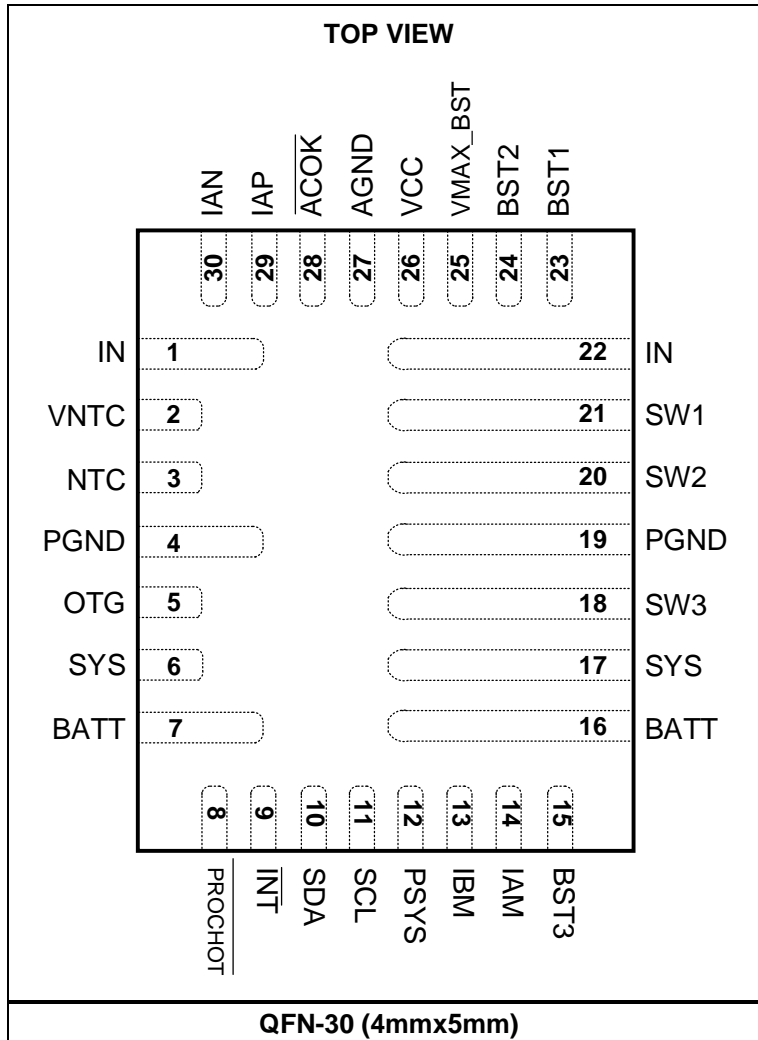 TOP VIEW
IAN
IAP
ACOK
AGND
VCC
VMAX_BST
BST2
BST1
30
29
28
27
26
25
24
23
IN 1 22 IN
VNTC 2 21 SW1
NTC 3 20 SW2
PGND 4 19 PGND
OTG 5 18 SW3
SYS 6 17 SYS
BATT 7 16 BATT
8
9
10
11
12
13
14
15
PROCHOT
INT
SDA
SCL
PSYS
IBM
IAM
BST3
QFN-30 (4mmx5mm)